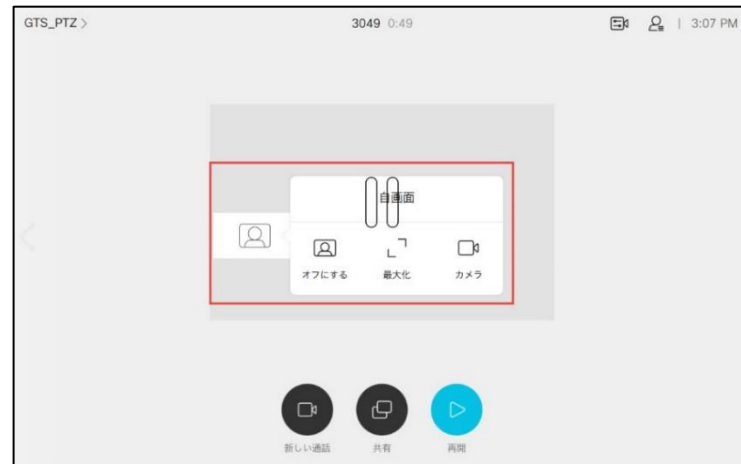 GTS_PTZ >
3049 0:49
3:07 PM
自画面
オフにする
最大化
カメラ
新しい通話
共有
再開